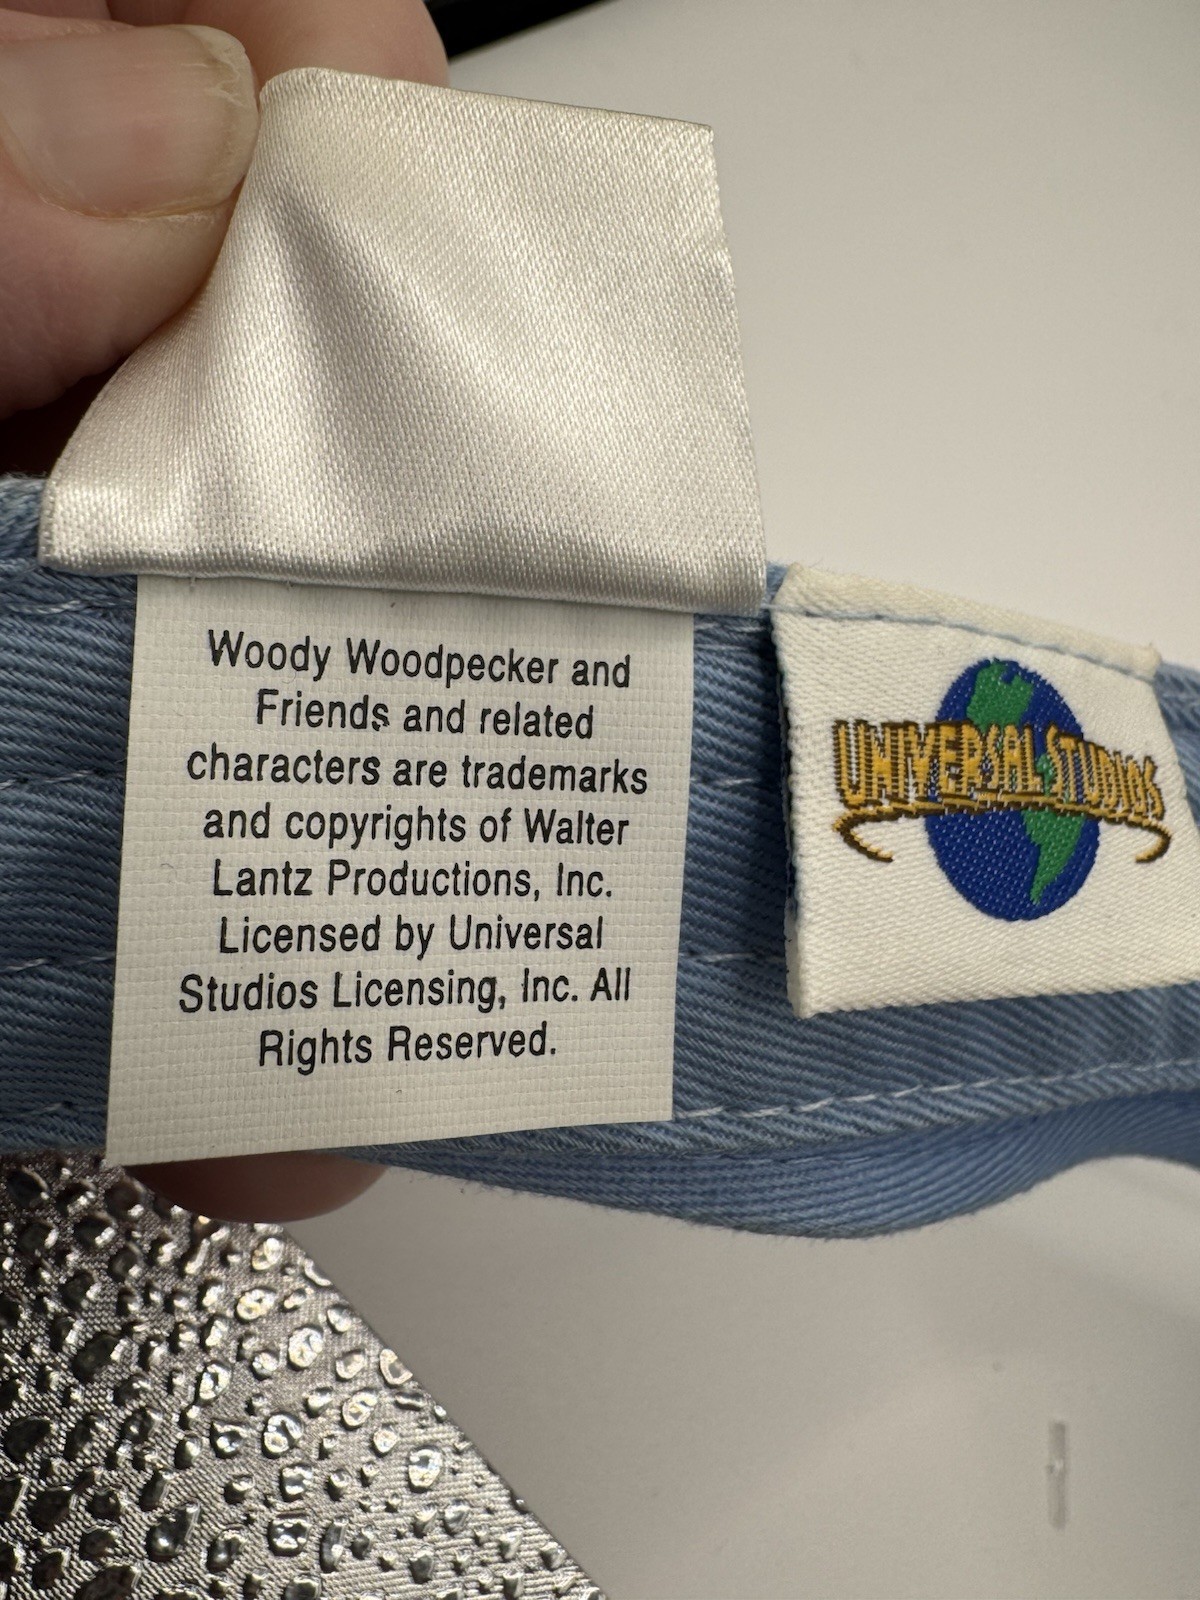 Woody Woodpecker and
Friends and related
characters are trademarks
and copyrights of Walter
Lantz Productions, Inc.
Licensed by Universal
Studios Licensing, Inc. All
Rights Reserved.
UNIVERSAL STUDIOS